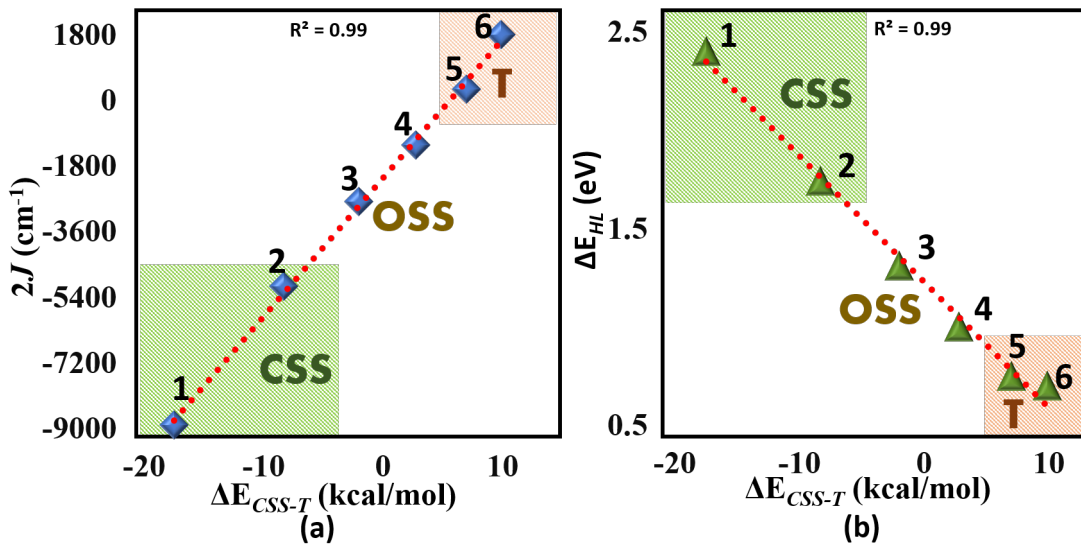 R² = 0.99
1800
0
-1800
-3600
-5400
-7200
-9000
2J (cm⁻¹)
6
5
T
4
3
OSS
2
CSS
1
-20
-10
0
10
ΔE_CSS-T (kcal/mol)
(a)
R² = 0.99
2.5
1.5
0.5
ΔE_HL (eV)
1
CSS
2
3
OSS
4
5
6
T
-20
-10
0
10
ΔE_CSS-T (kcal/mol)
(b)